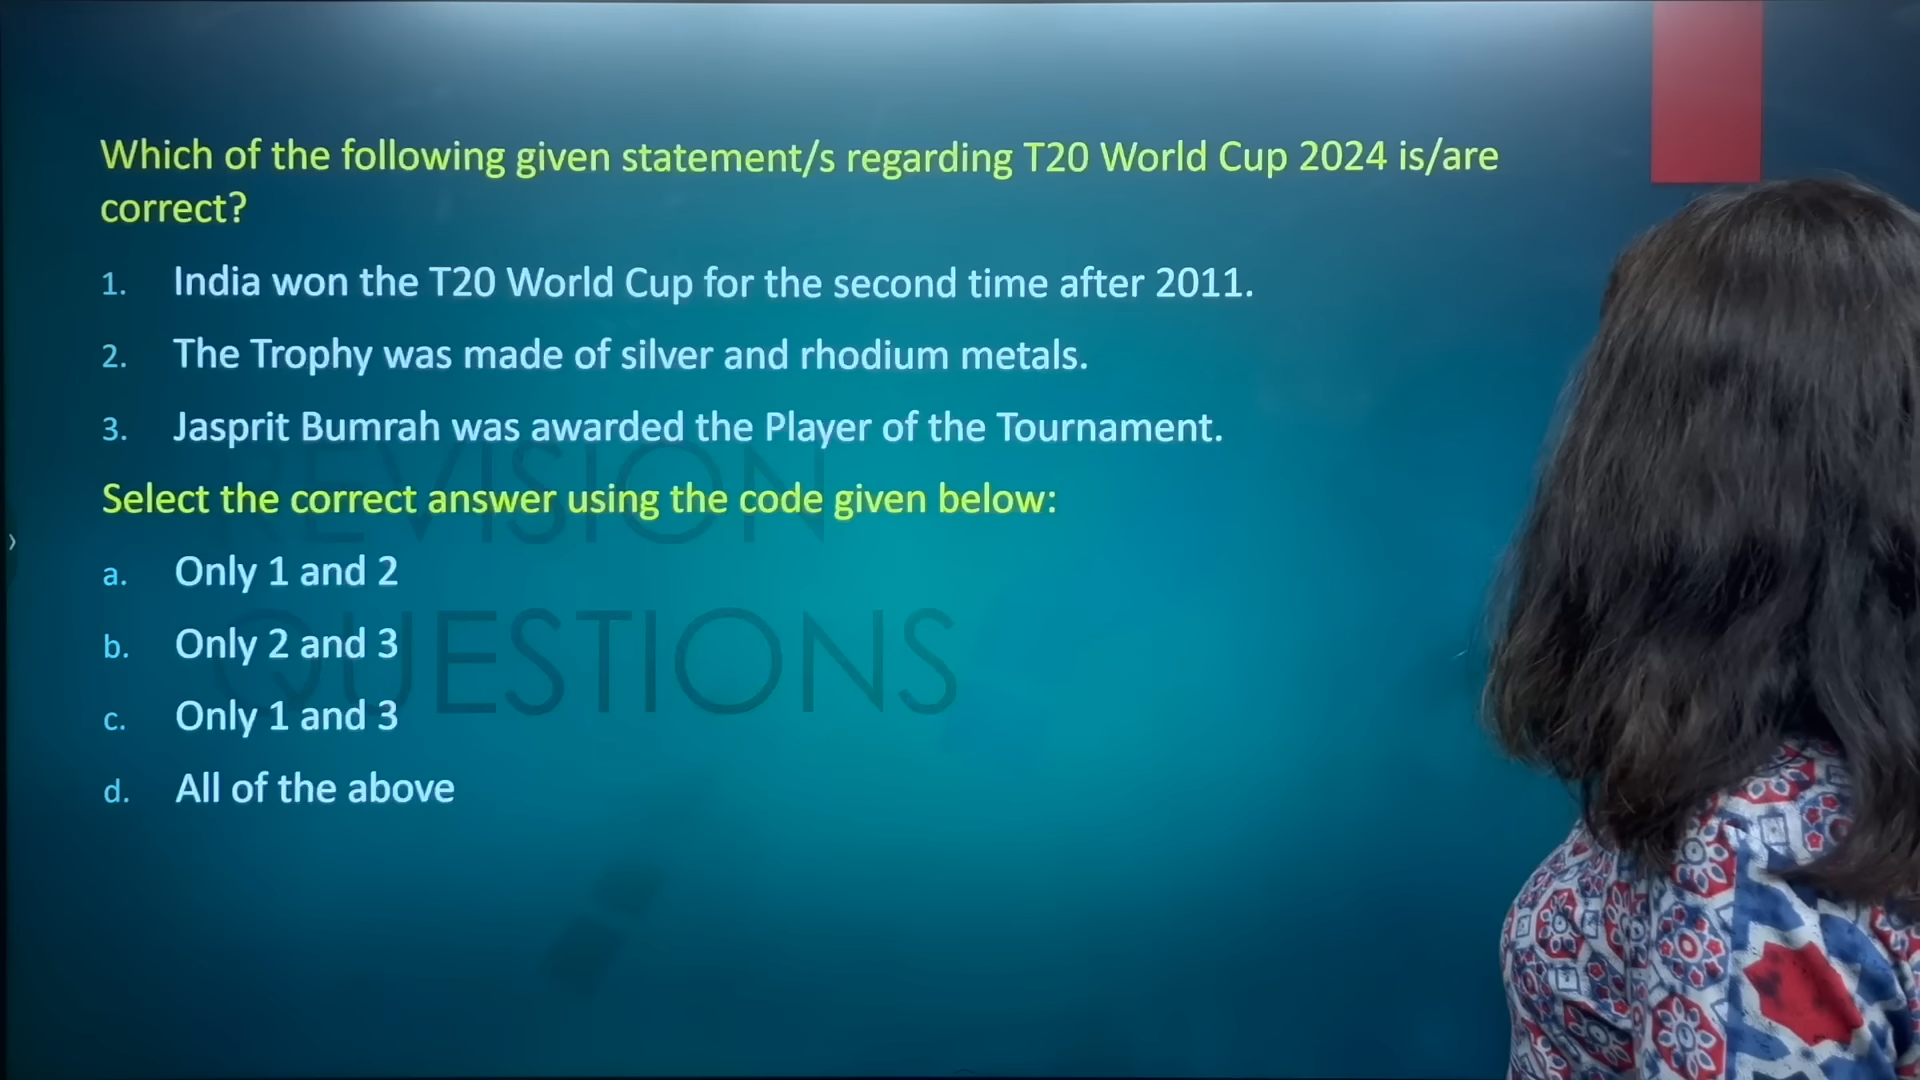 Which of the following given statement/s regarding T20 World Cup 2024 is/are
correct?
1. India won the T20 World Cup for the second time after 2011.
2. The Trophy was made of silver and rhodium metals.
3. Jasprit Bumrah was awarded the Player of the Tournament.
REVISION
Select the correct answer using the code given below:
a. Only 1 and 2
QUESTIONS
b. Only 2 and 3
c. Only 1 and 3
d. All of the above